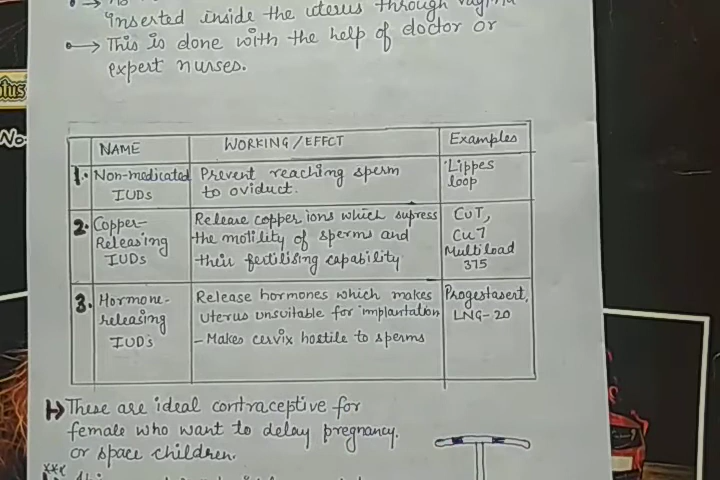 inserted inside the uterus through vagina
This is done with the help of doctor or
expert nurses.
NAME
WORKING/EFFCT
Examples
1.
Non-medicated
IUDs
Prevent reaching sperm
to oviduct.
Lippes
loop
2.
Copper-
Releasing
IUDs
Release copper ions which supress
the motility of sperms and
their fertilising capability
CuT,
Cu7
Multiload
375
3.
Hormone-
releasing
IUDs
Release hormones which makes
uterus unsuitable for implantation
- Makes cervix hostile to sperms
Progestasert,
LNG-20
These are ideal contraceptive for
female who want to delay pregnancy.
or space children.
***
No